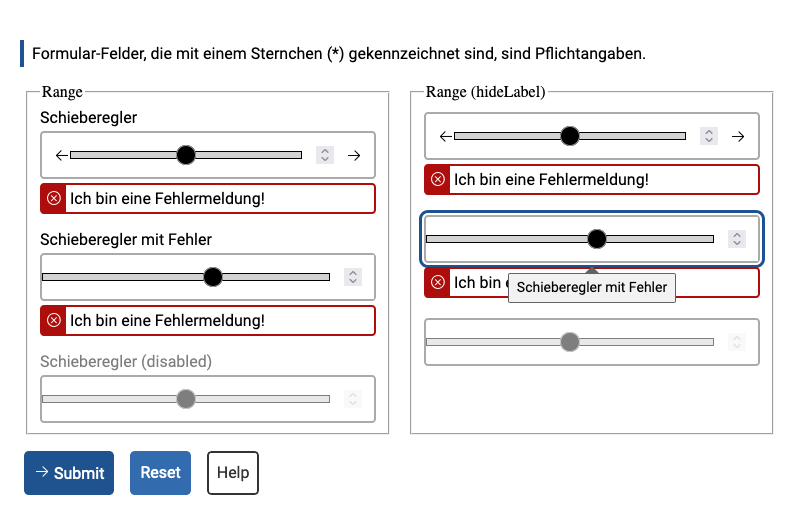 Formular-Felder, die mit einem Sternchen (*) gekennzeichnet sind, sind Pflichtangaben.
Range
Schieberegler
Ich bin eine Fehlermeldung!
Schieberegler mit Fehler
Ich bin eine Fehlermeldung!
Schieberegler (disabled)
Range (hideLabel)
Ich bin eine Fehlermeldung!
Ich bin
Schieberegler mit Fehler
Submit
Reset
Help